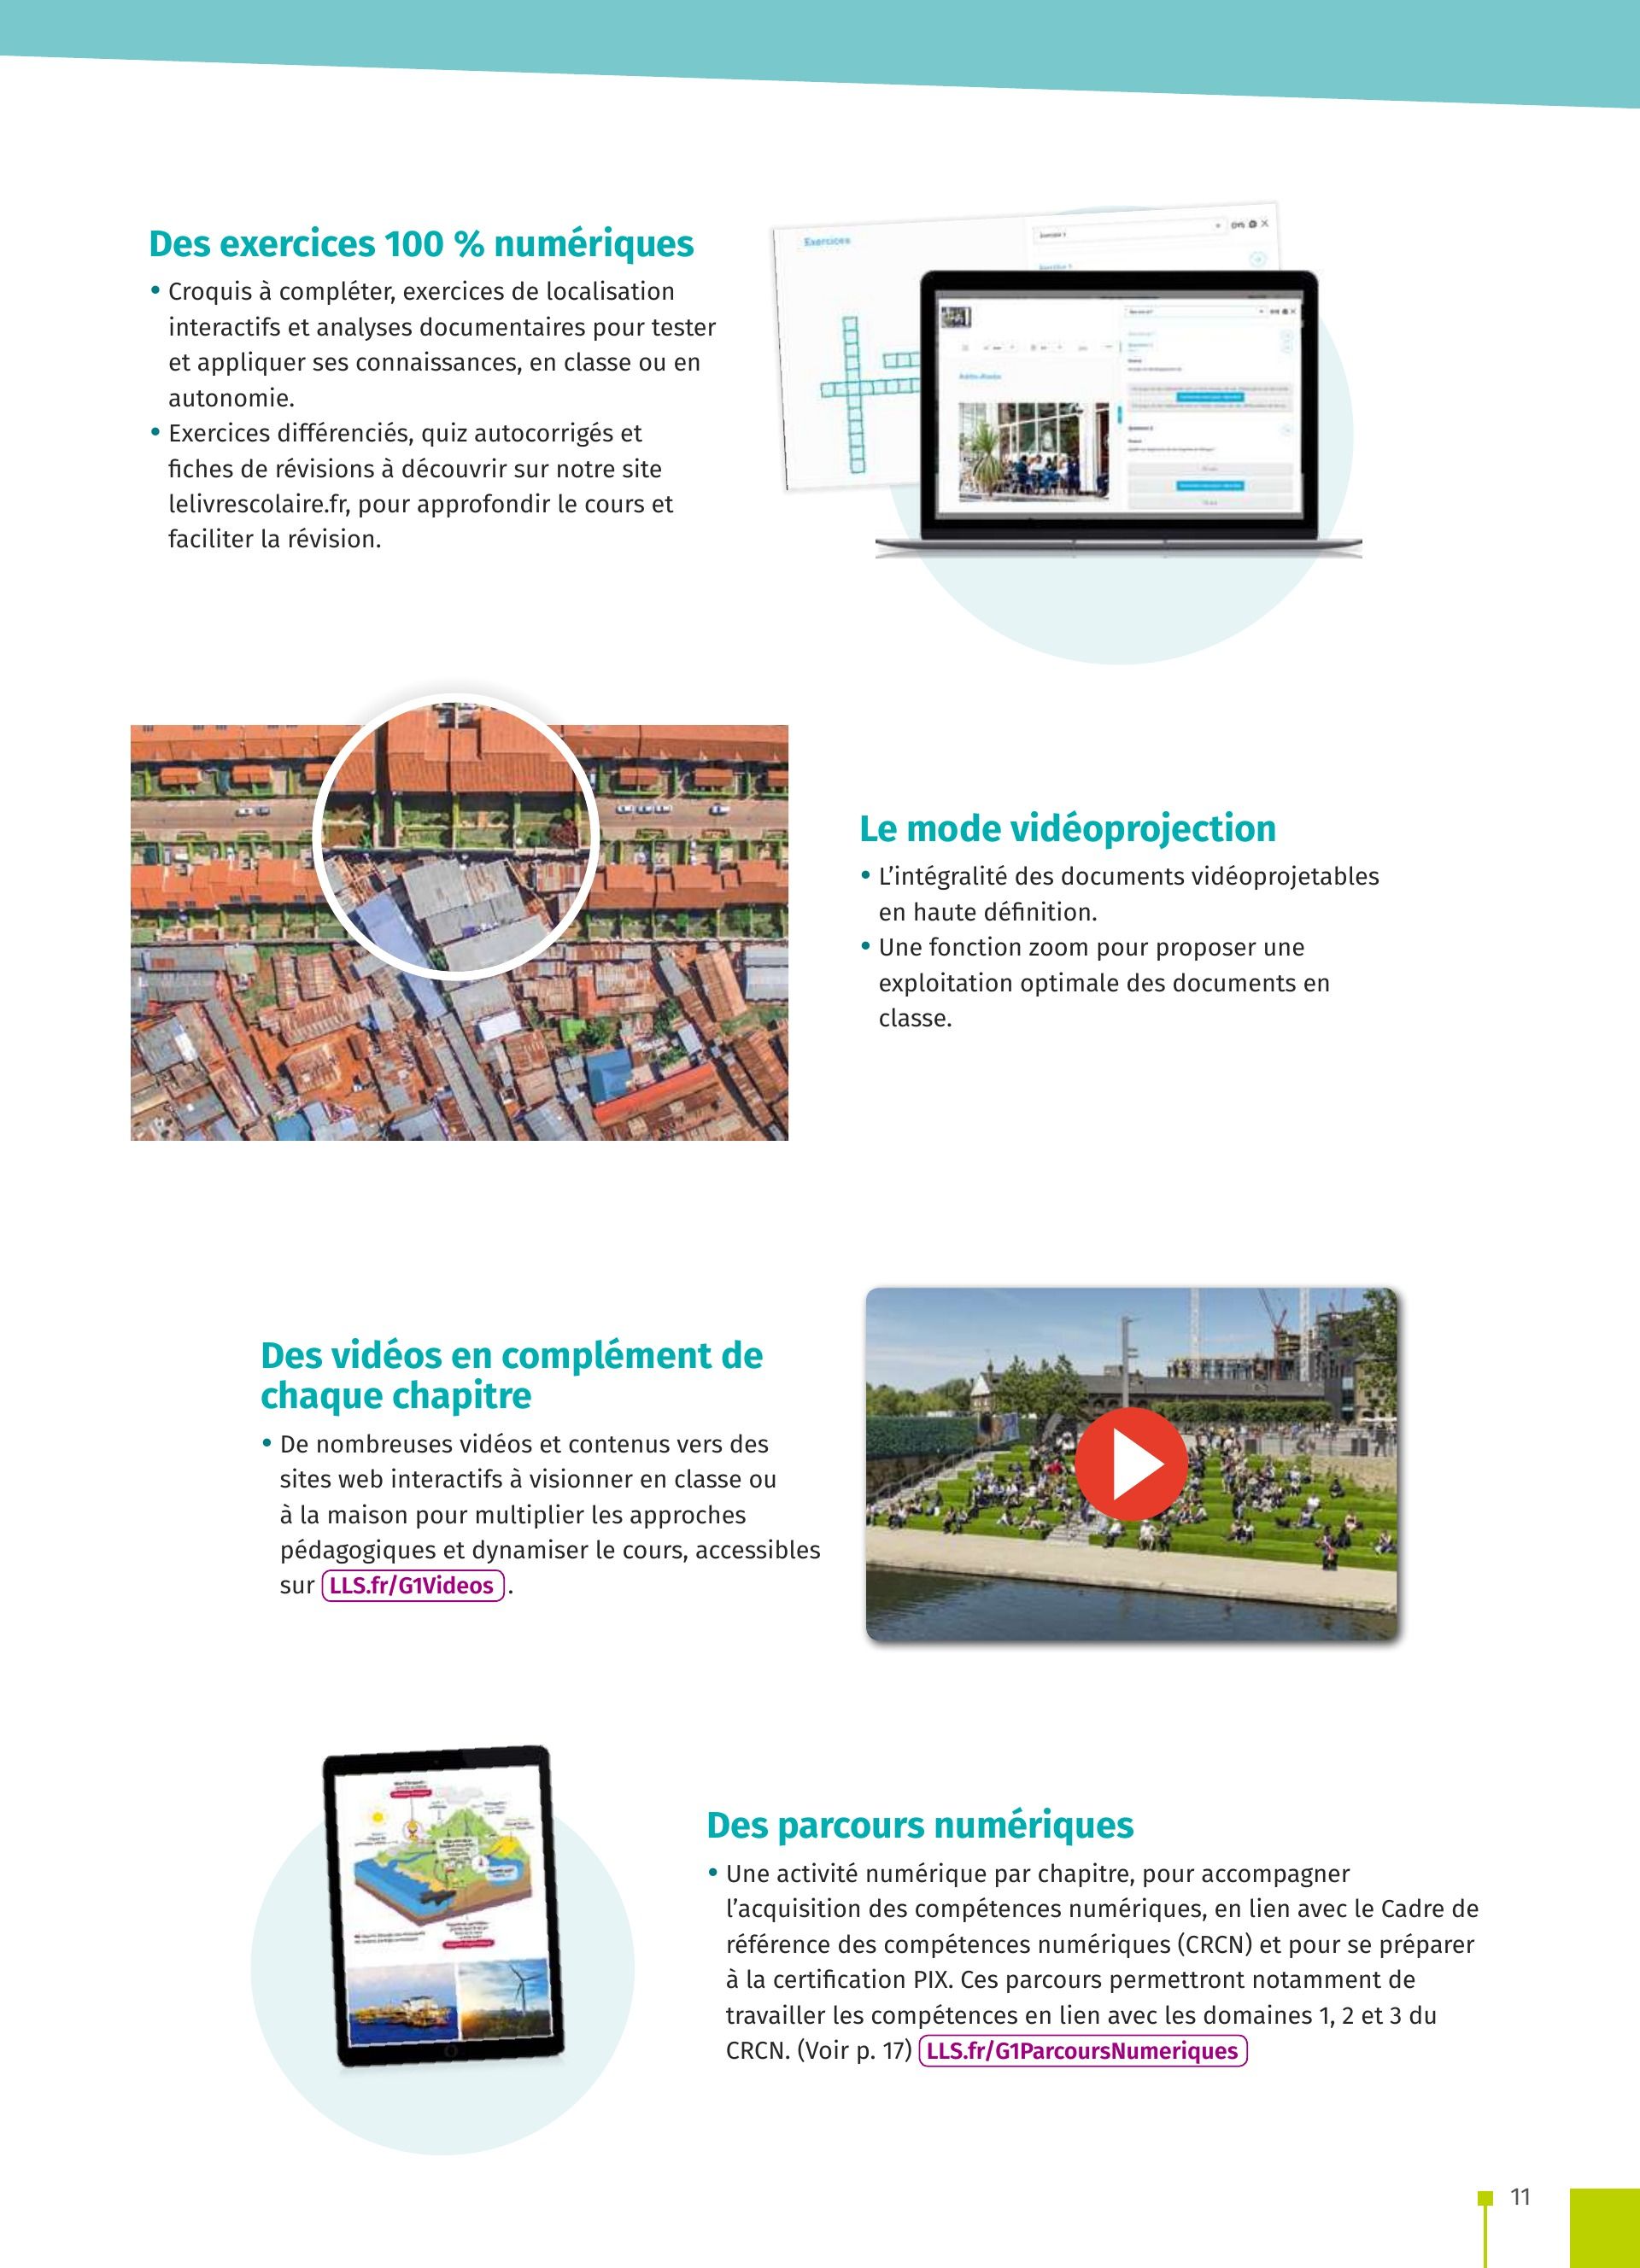 Des exercices 100 % numériques
• Croquis à compléter, exercices de localisation
interactifs et analyses documentaires pour tester
et appliquer ses connaissances, en classe ou en
autonomie.
• Exercices différenciés, quiz autocorrigés et
fiches de révisions à découvrir sur notre site
lelivrescolaire.fr, pour approfondir le cours et
faciliter la révision.
Exercices
Le mode vidéoprojection
• L'intégralité des documents vidéoprojetables
en haute définition.
• Une fonction zoom pour proposer une
exploitation optimale des documents en
classe.
Des vidéos en complément de
chaque chapitre
• De nombreuses vidéos et contenus vers des
sites web interactifs à visionner en classe ou
à la maison pour multiplier les approches
pédagogiques et dynamiser le cours, accessibles
sur LLS.fr/G1Videos .
Des parcours numériques
• Une activité numérique par chapitre, pour accompagner
l'acquisition des compétences numériques, en lien avec le Cadre de
référence des compétences numériques (CRCN) et pour se préparer
à la certification PIX. Ces parcours permettront notamment de
travailler les compétences en lien avec les domaines 1, 2 et 3 du
CRCN. (Voir p. 17) LLS.fr/G1ParcoursNumeriques
11